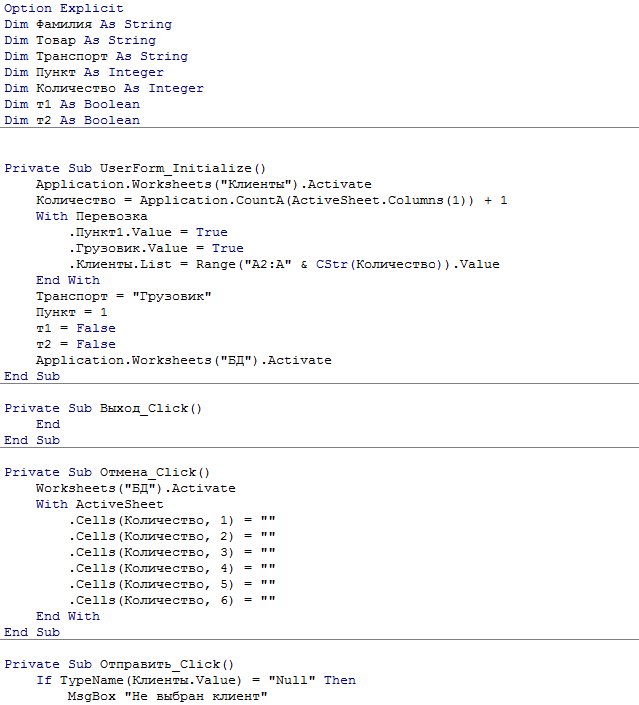 Option Explicit
Dim Фамилия As String
Dim Товар As String
Dim Транспорт As String
Dim Пункт As Integer
Dim Количество As Integer
Dim т1 As Boolean
Dim т2 As Boolean
Private Sub UserForm_Initialize()
    Application.Worksheets("Клиенты").Activate
    Количество = Application.CountA(ActiveSheet.Columns(1)) + 1
    With Перевозка
        .Пункт1.Value = True
        .Грузовик.Value = True
        .Клиенты.List = Range("A2:A" & CStr(Количество)).Value
    End With
    Транспорт = "Грузовик"
    Пункт = 1
    т1 = False
    т2 = False
    Application.Worksheets("БД").Activate
End Sub
Private Sub Выход_Click()
    End
End Sub
Private Sub Отмена_Click()
    Worksheets("БД").Activate
    With ActiveSheet
        .Cells(Количество, 1) = ""
        .Cells(Количество, 2) = ""
        .Cells(Количество, 3) = ""
        .Cells(Количество, 4) = ""
        .Cells(Количество, 5) = ""
        .Cells(Количество, 6) = ""
    End With
End Sub
Private Sub Отправить_Click()
    If TypeName(Клиенты.Value) = "Null" Then
        MsgBox "Не выбран клиент"